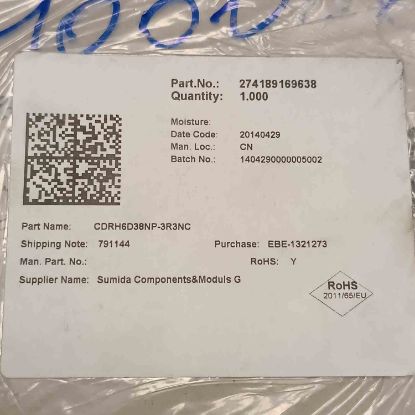 Part.No.: 274189169638
Quantity: 1.000
Moisture:
Date Code: 20140429
Man. Loc.: CN
Batch No.: 1404290000005002
Part Name: CDRH6D38NP-3R3NC
Shipping Note: 791144 Purchase: EBE-1321273
Man. Part. No.: RoHS: Y
Supplier Name: Sumida Components&Moduls G
RoHS
2011/65/EU